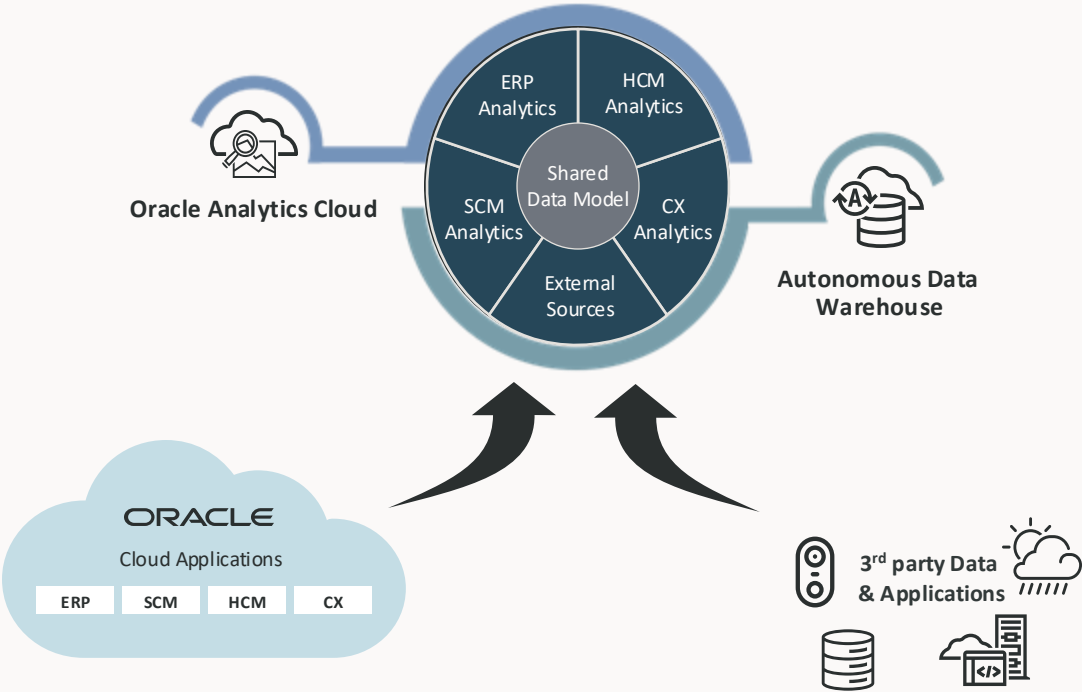 ERP
Analytics
HCM
Analytics
Shared
Data Model
SCM
Analytics
CX
Analytics
External
Sources
Oracle Analytics Cloud
A
Autonomous Data
Warehouse
ORACLE
Cloud Applications
ERP
SCM
HCM
CX
3rd party Data
& Applications
</>